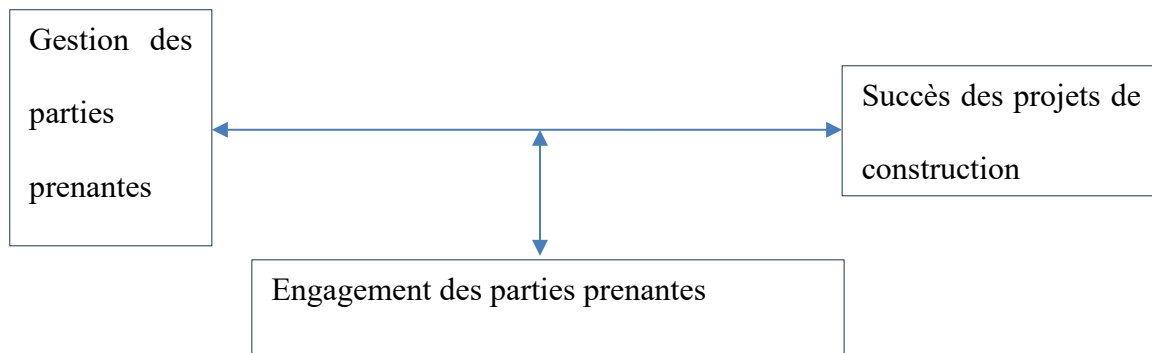 Gestion des
parties
prenantes
Succès des projets de
construction
Engagement des parties prenantes